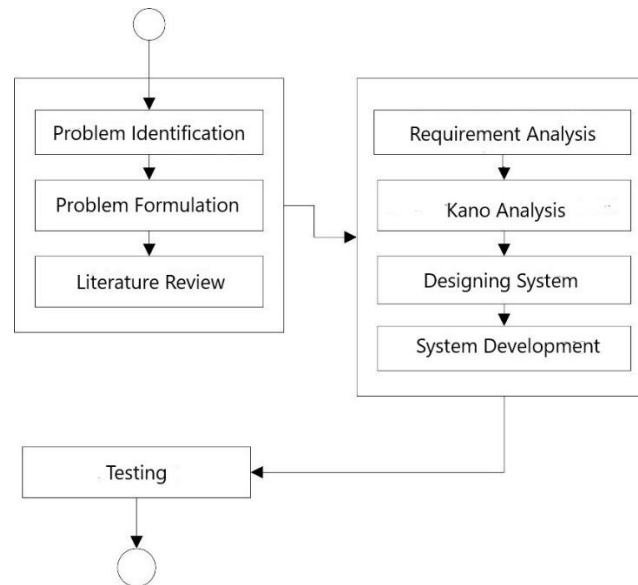 Problem Identification
Problem Formulation
Literature Review
Requirement Analysis
Kano Analysis
Designing System
System Development
Testing